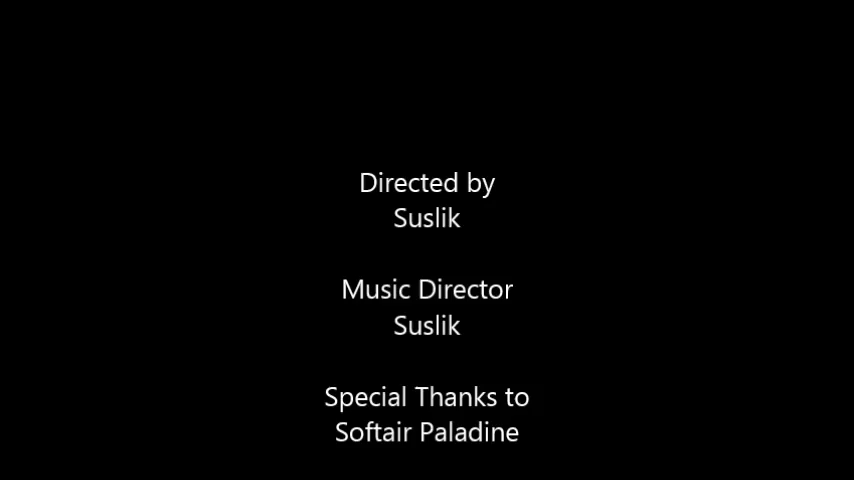 Directed by
Suslik
Music Director
Suslik
Special Thanks to
Softair Paladine